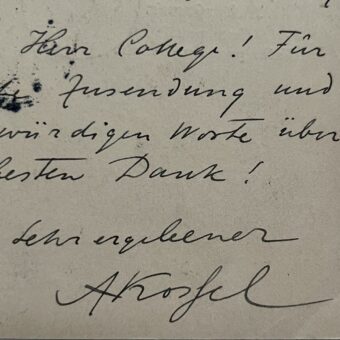 Herr College! Für
Zusendung und
würdigen Worte über
besten Dank!
Sehr ergebener
AKossel